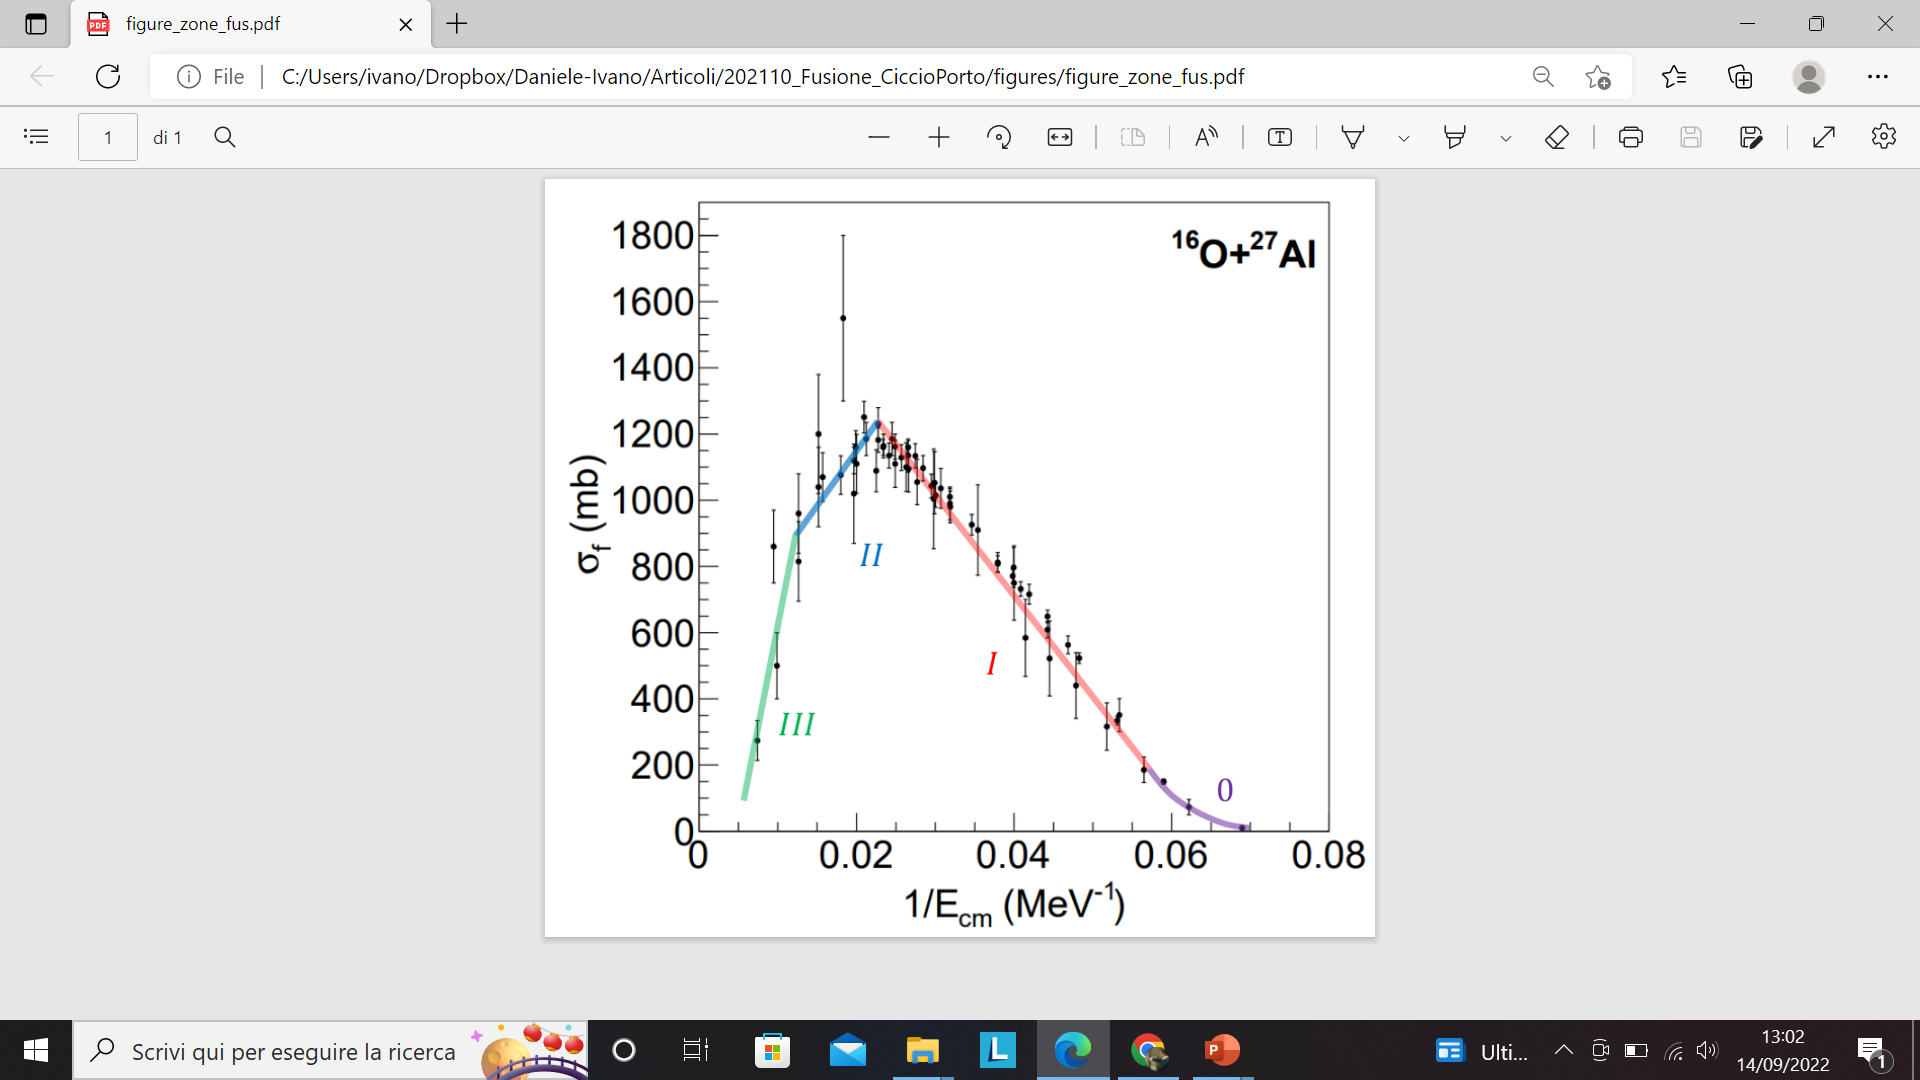 figure_zone_fus.pdf
File
C:/Users/ivano/Dropbox/Daniele-Ivano/Articoli/202110_Fusione_CiccioPorto/figures/figure_zone_fus.pdf
1 di 1
¹⁶O+²⁷Al
1800
1600
1400
1200
1000
800
600
400
200
0
σf (mb)
II
I
III
0
0 0.02 0.04 0.06 0.08
1/Ecm (MeV⁻¹)
Scrivi qui per eseguire la ricerca
Ulti...
13:02
14/09/2022
1